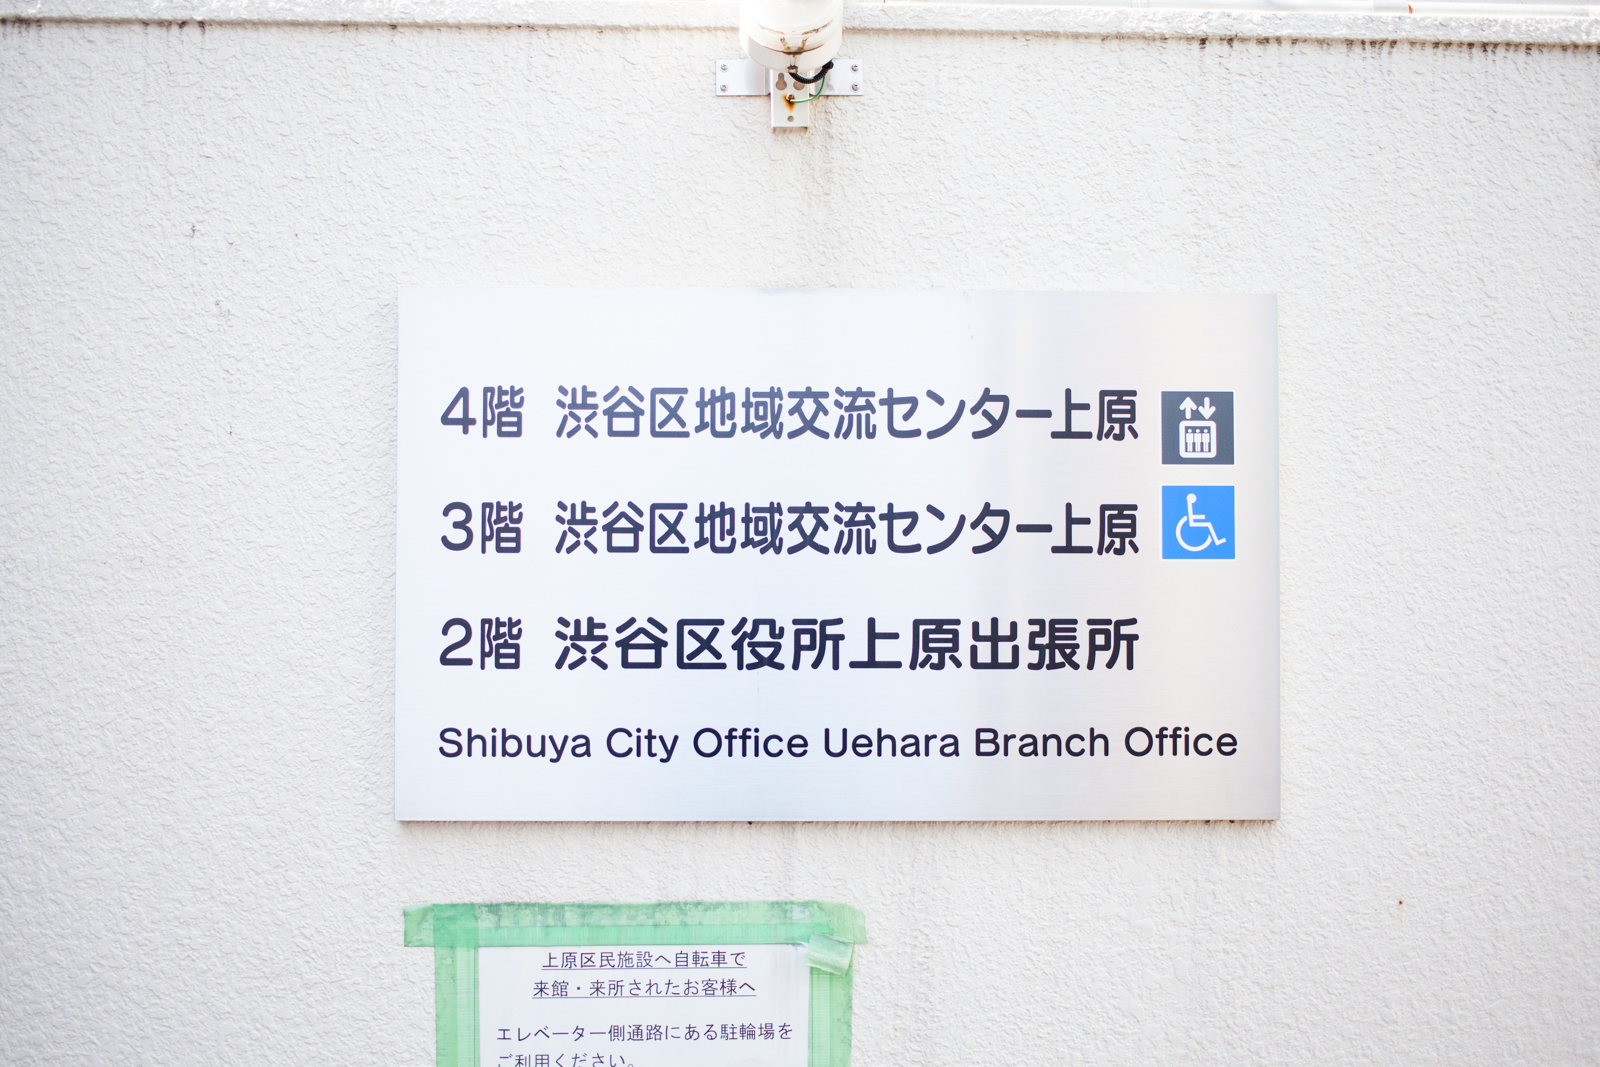 4階 渋谷区地域交流センター上原
3階 渋谷区地域交流センター上原
2階 渋谷区役所上原出張所
Shibuya City Office Uehara Branch Office
上原区民施設へ自転車で
来館・来所されたお客様へ
エレベーター側通路にある駐輪場を
ご利用ください。